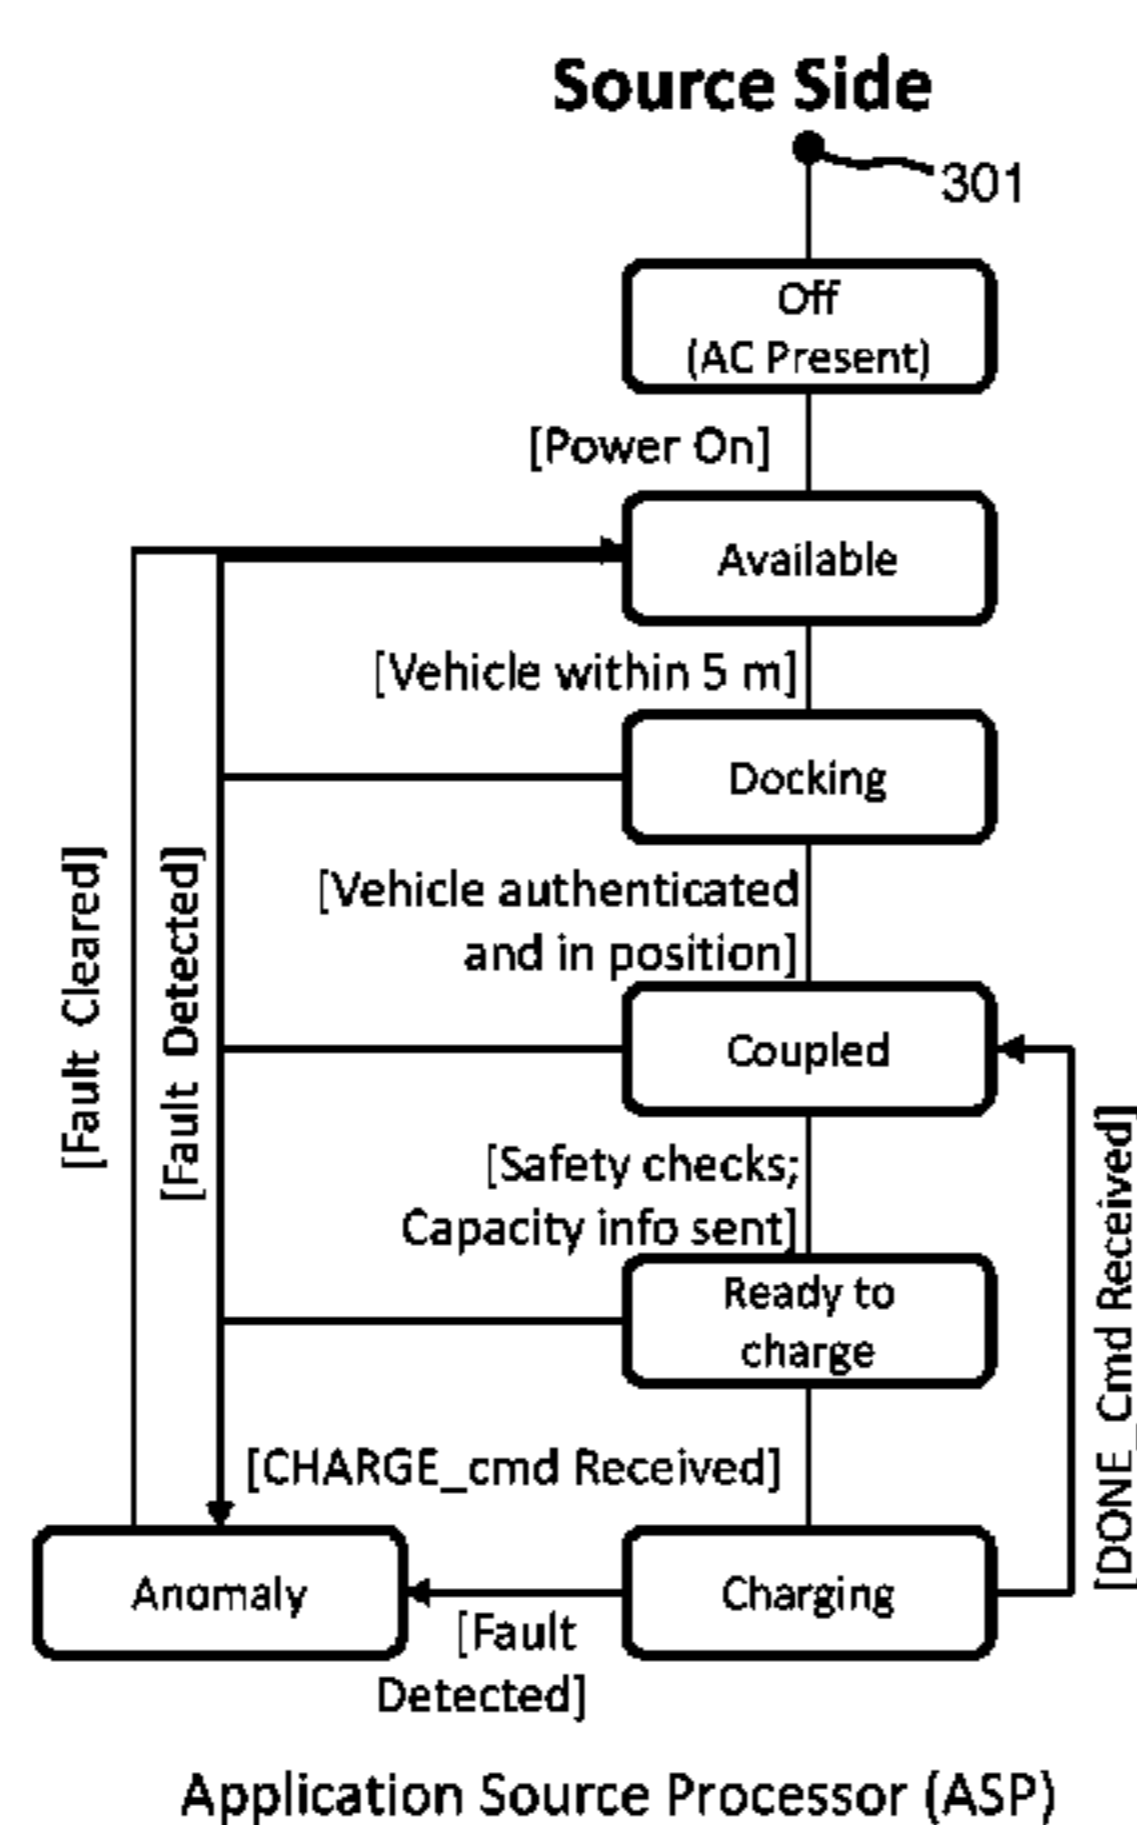 Source Side
301
Off
(AC Present)
[Power On]
Available
[Vehicle within 5 m]
Docking
[Vehicle authenticated
and in position]
Coupled
[Safety checks;
Capacity info sent]
Ready to
charge
[CHARGE_cmd Received]
Anomaly
Charging
[Fault
Detected]
[Fault Cleared]
[Fault Detected]
[DONE_Cmd Received]
Application Source Processor (ASP)